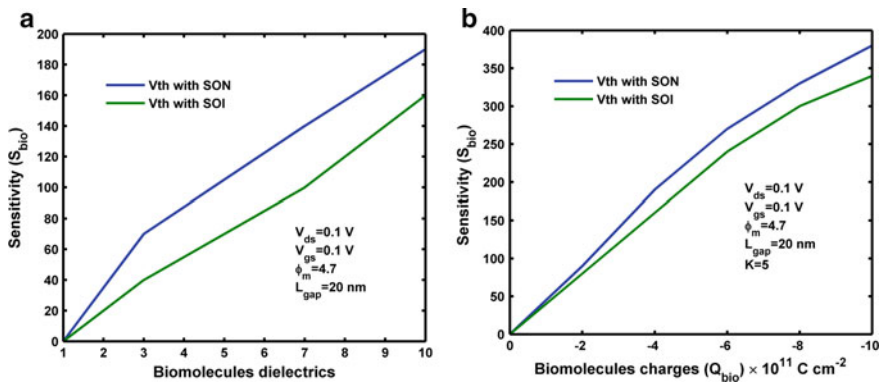 a
200
180
160
140
120
100
80
60
40
20
0
Sensitivity (S_bio)
Vth with SON
Vth with SOI
V_ds=0.1 V
V_gs=0.1 V
ϕ_m=4.7
L_gap=20 nm
1 2 3 4 5 6 7 8 9 10
Biomolecules dielectrics
b
400
350
300
250
200
150
100
50
0
Sensitivity (S_bio)
Vth with SON
Vth with SOI
V_ds=0.1 V
V_gs=0.1 V
ϕ_m=4.7
L_gap=20 nm
K=5
0 -2 -4 -6 -8 -10
Biomolecules charges (Q_bio) × 10^11 C cm^-2